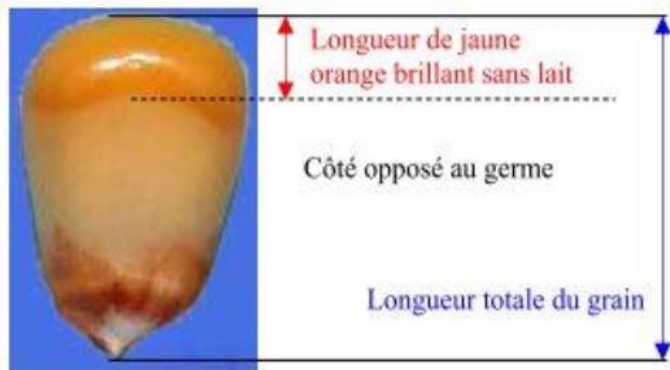 Longueur de jaune
orange brillant sans lait
Côté opposé au germe
Longueur totale du grain